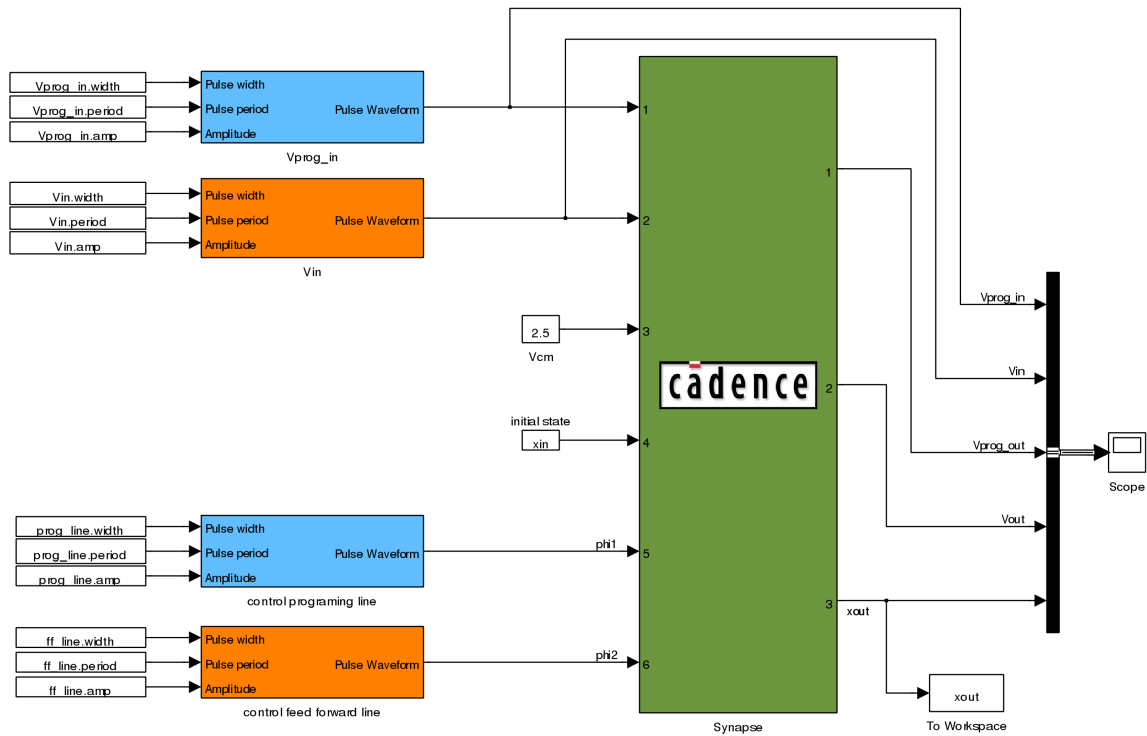 Vprog_in.width
Vprog_in.period
Vprog_in.amp
Pulse width
Pulse period
Amplitude
Pulse Waveform
Vprog_in
Vin.width
Vin.period
Vin.amp
Pulse width
Pulse period
Amplitude
Pulse Waveform
Vin
2.5
Vcm
initial state
xin
prog_line.width
prog_line.period
prog_line.amp
Pulse width
Pulse period
Amplitude
Pulse Waveform
control programing line
phi1
ff_line.width
ff_line.period
ff_line.amp
Pulse width
Pulse period
Amplitude
Pulse Waveform
control feed forward line
phi2
1
2
3
4
5
6
cādence
1
2
3
Synapse
xout
Vprog_in
Vin
Vprog_out
Vout
Scope
xout
To Workspace